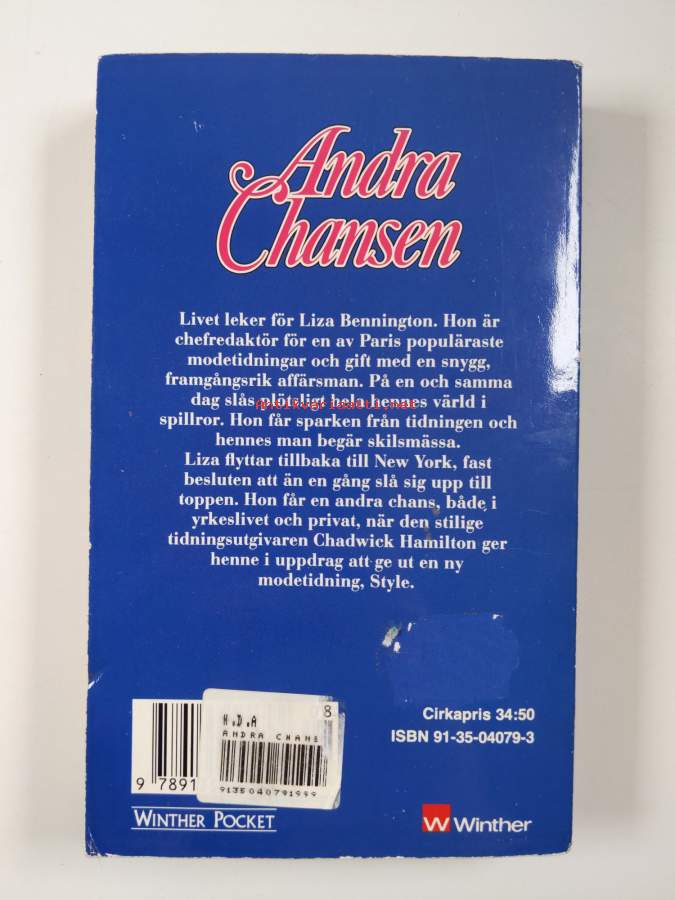 Andra
Chansen
Livet leker för Liza Bennington. Hon är
chefredaktör för en av Paris populäraste
modetidningar och gift med en snygg,
framgångsrik affärsman. På en och samma
dag slås plötsligt hela hennes värld i
antikvariaatti.net
spillror. Hon får sparken från tidningen och
hennes man begär skilsmässa.
Liza flyttar tillbaka till New York, fast
besluten att än en gång slå sig upp till
toppen. Hon får en andra chans, både i
yrkeslivet och privat, när den stilige
tidningsutgivaren Chadwick Hamilton ger
henne i uppdrag att ge ut en ny
modetidning, Style.
8
H.D.A
ANDRA CHANS
9135040791999
9 7891
Cirkapris 34:50
ISBN 91-35-04079-3
WINTHER POCKET
W Winther